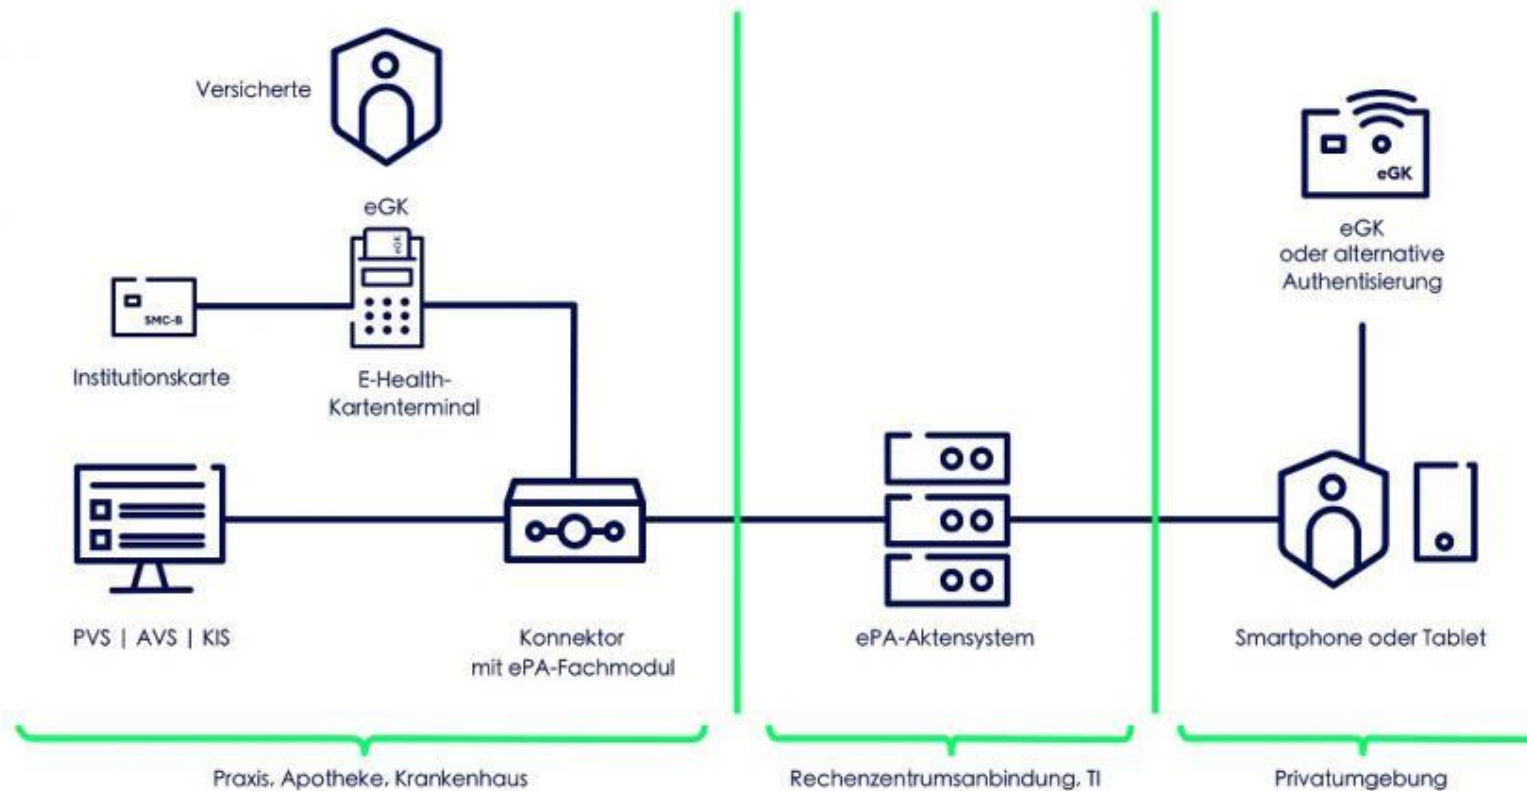 Versicherte
eGK
eGK
SMC-B
Institutionskarte
E-Health-
Kartenterminal
PVS | AVS | KIS
Konnektor
mit ePA-Fachmodul
ePA-Aktensystem
eGK
eGK
oder alternative
Authentisierung
Smartphone oder Tablet
Praxis, Apotheke, Krankenhaus
Rechenzentrumsanbindung, TI
Privatumgebung